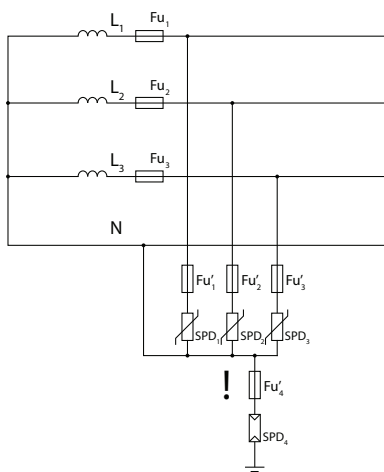 L1 Fu1
L2 Fu2
L3 Fu3
N
Fu'1 Fu'2 Fu'3
SPD1 SPD2 SPD3
! Fu'4
SPD4